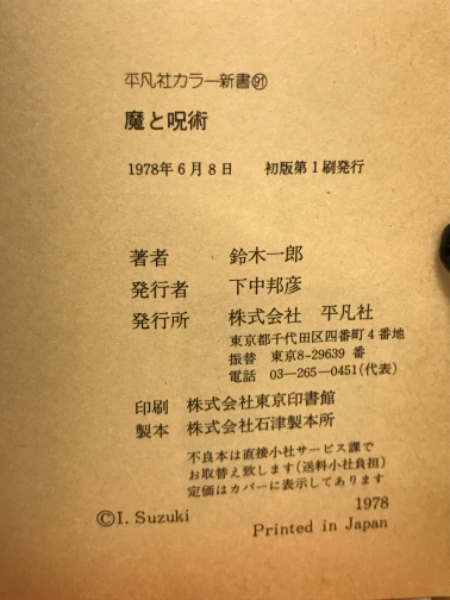 平凡社カラー新書91
魔と呪術
1978年6月8日 初版第1刷発行
著者 鈴木一郎
発行者 下中邦彦
発行所 株式会社 平凡社
東京都千代田区四番町4番地
振替 東京8-29639 番
電話 03—265—0451(代表)
印刷 株式会社東京印書館
製本 株式会社石津製本所
不良本は直接小社サービス課で
お取替え致します(送料小社負担)
定価はカバーに表示してあります
©I. Suzuki 1978
Printed in Japan